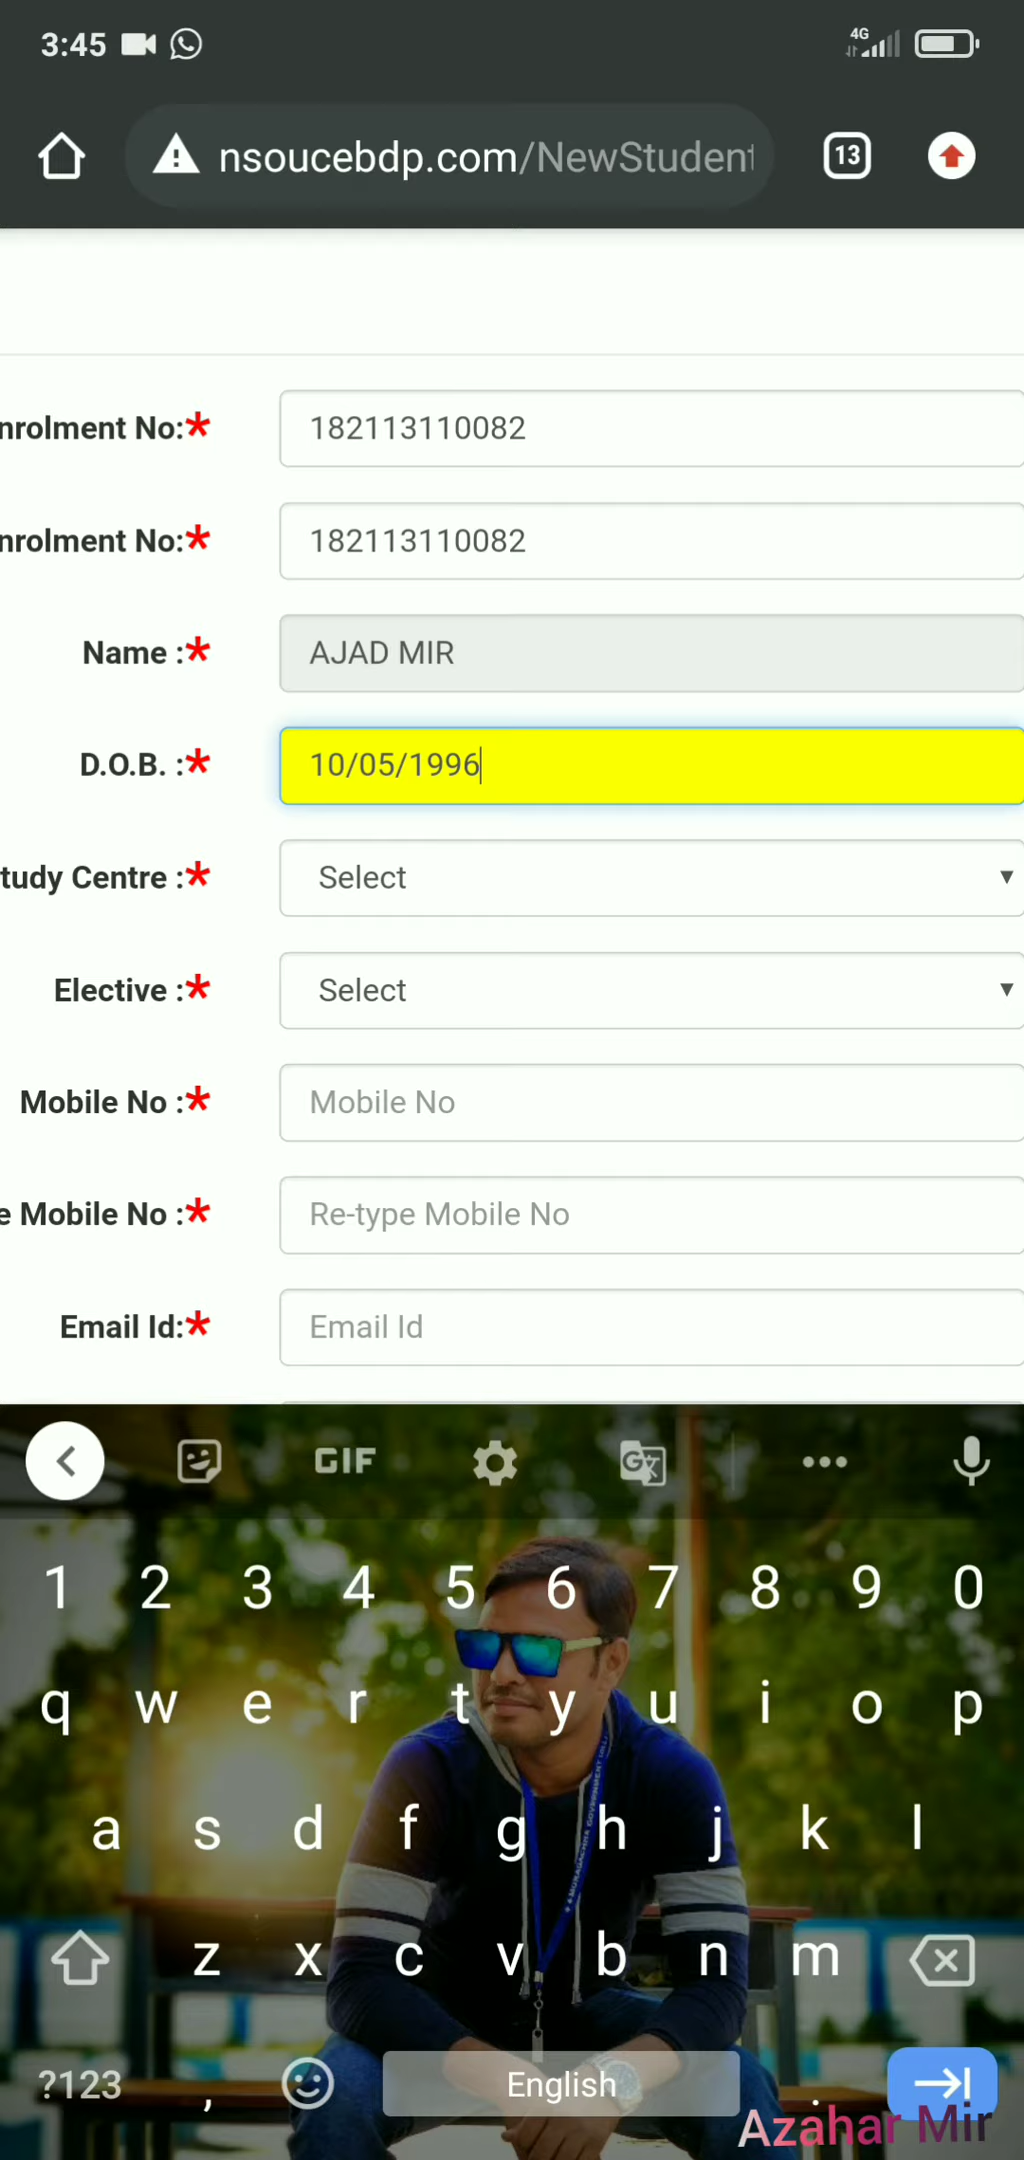 3:45 4G
nsoucebdp.com/NewStudent 13
nrolment No:* 182113110082
nrolment No:* 182113110082
Name :* AJAD MIR
D.O.B. :* 10/05/1996
tudy Centre :* Select
Elective :* Select
Mobile No :* Mobile No
e Mobile No :* Re-type Mobile No
Email Id:* Email Id
GIF G
1 2 3 4 5 6 7 8 9 0
q w e r t y u i o p
a s d f g h j k l
z x c v b n m
?123 , English .
Azahar Mir